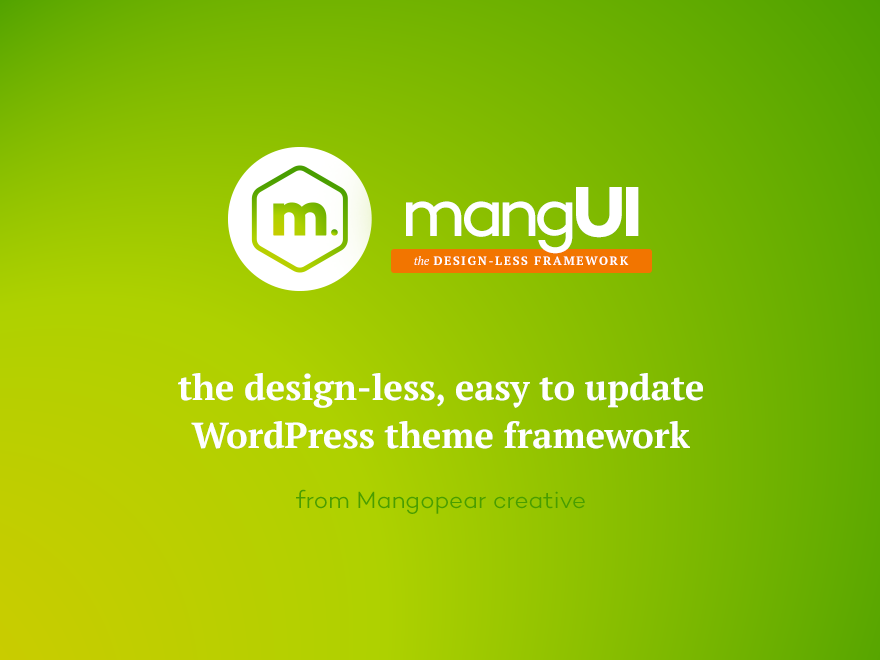 m.
mangUI
the DESIGN-LESS FRAMEWORK
the design-less, easy to update
WordPress theme framework
from Mangopear creative